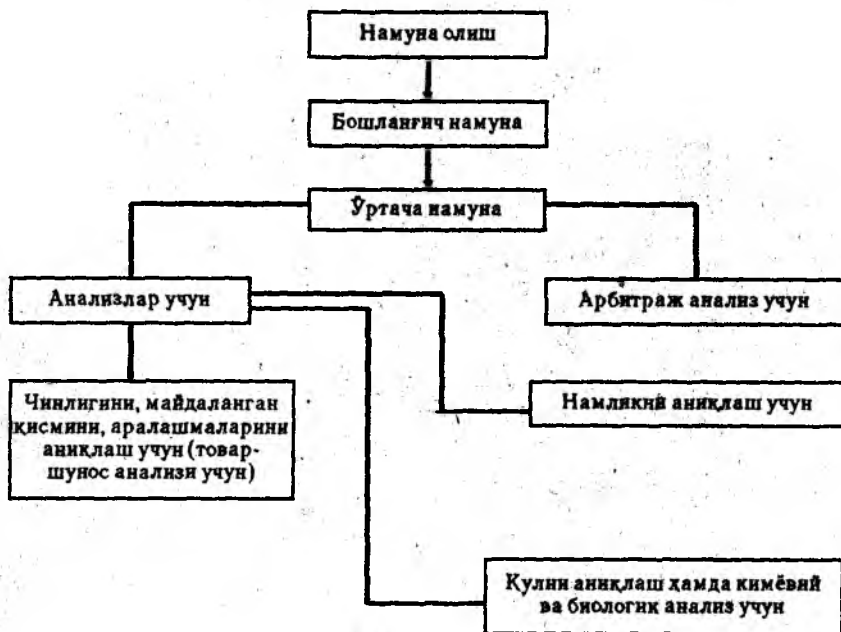 Намуна олиш
Бошланғич намуна
Ўртача намуна
Анализлар учун
Арбитраж анализ учун
Чинлигини, майдаланган
қисмини, аралашмаларини
аниқлаш учун (товар-
шунос анализи учун)
Намликий аниқлаш учун
Кулни аниқлаш ҳамда кимёвий
ва биологик анализ учун